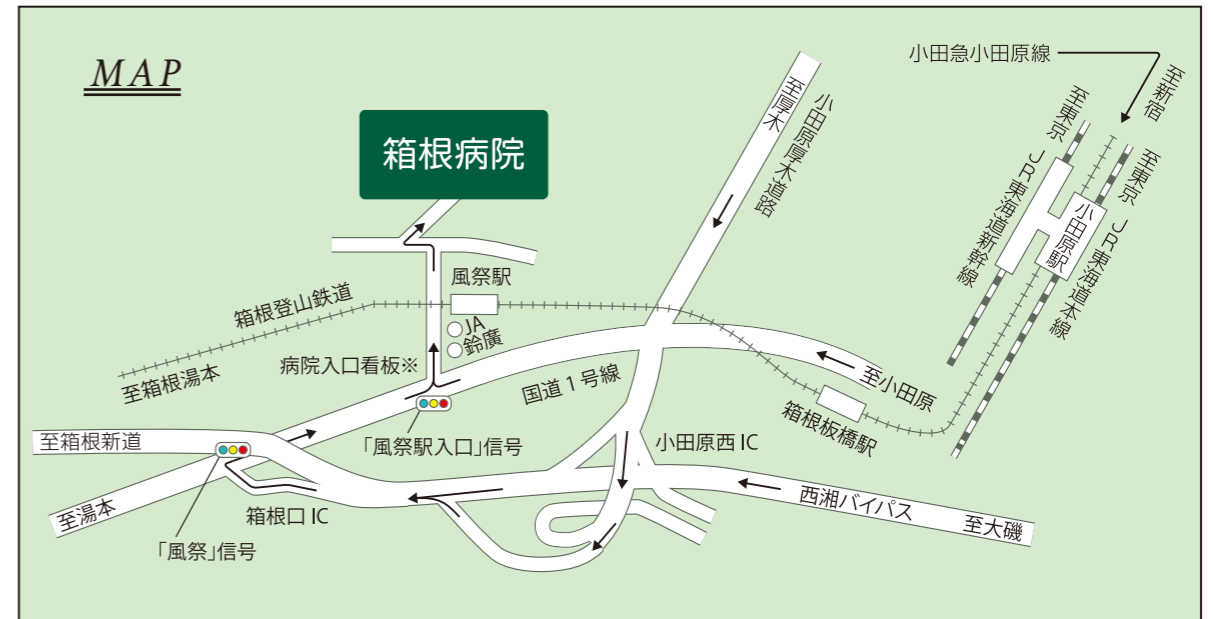 MAP
箱根病院
小田急小田原線
至新宿
至東京
JR東海道新幹線
至東京
JR東海道本線
小田原駅
至厚木
小田原厚木道路
風祭駅
箱根登山鉄道
至箱根湯本
JA
鈴廣
病院入口看板※
国道1号線
至小田原
箱根板橋駅
至箱根新道
「風祭駅入口」信号
小田原西IC
至湯本
箱根口IC
「風祭」信号
西湘バイパス
至大磯